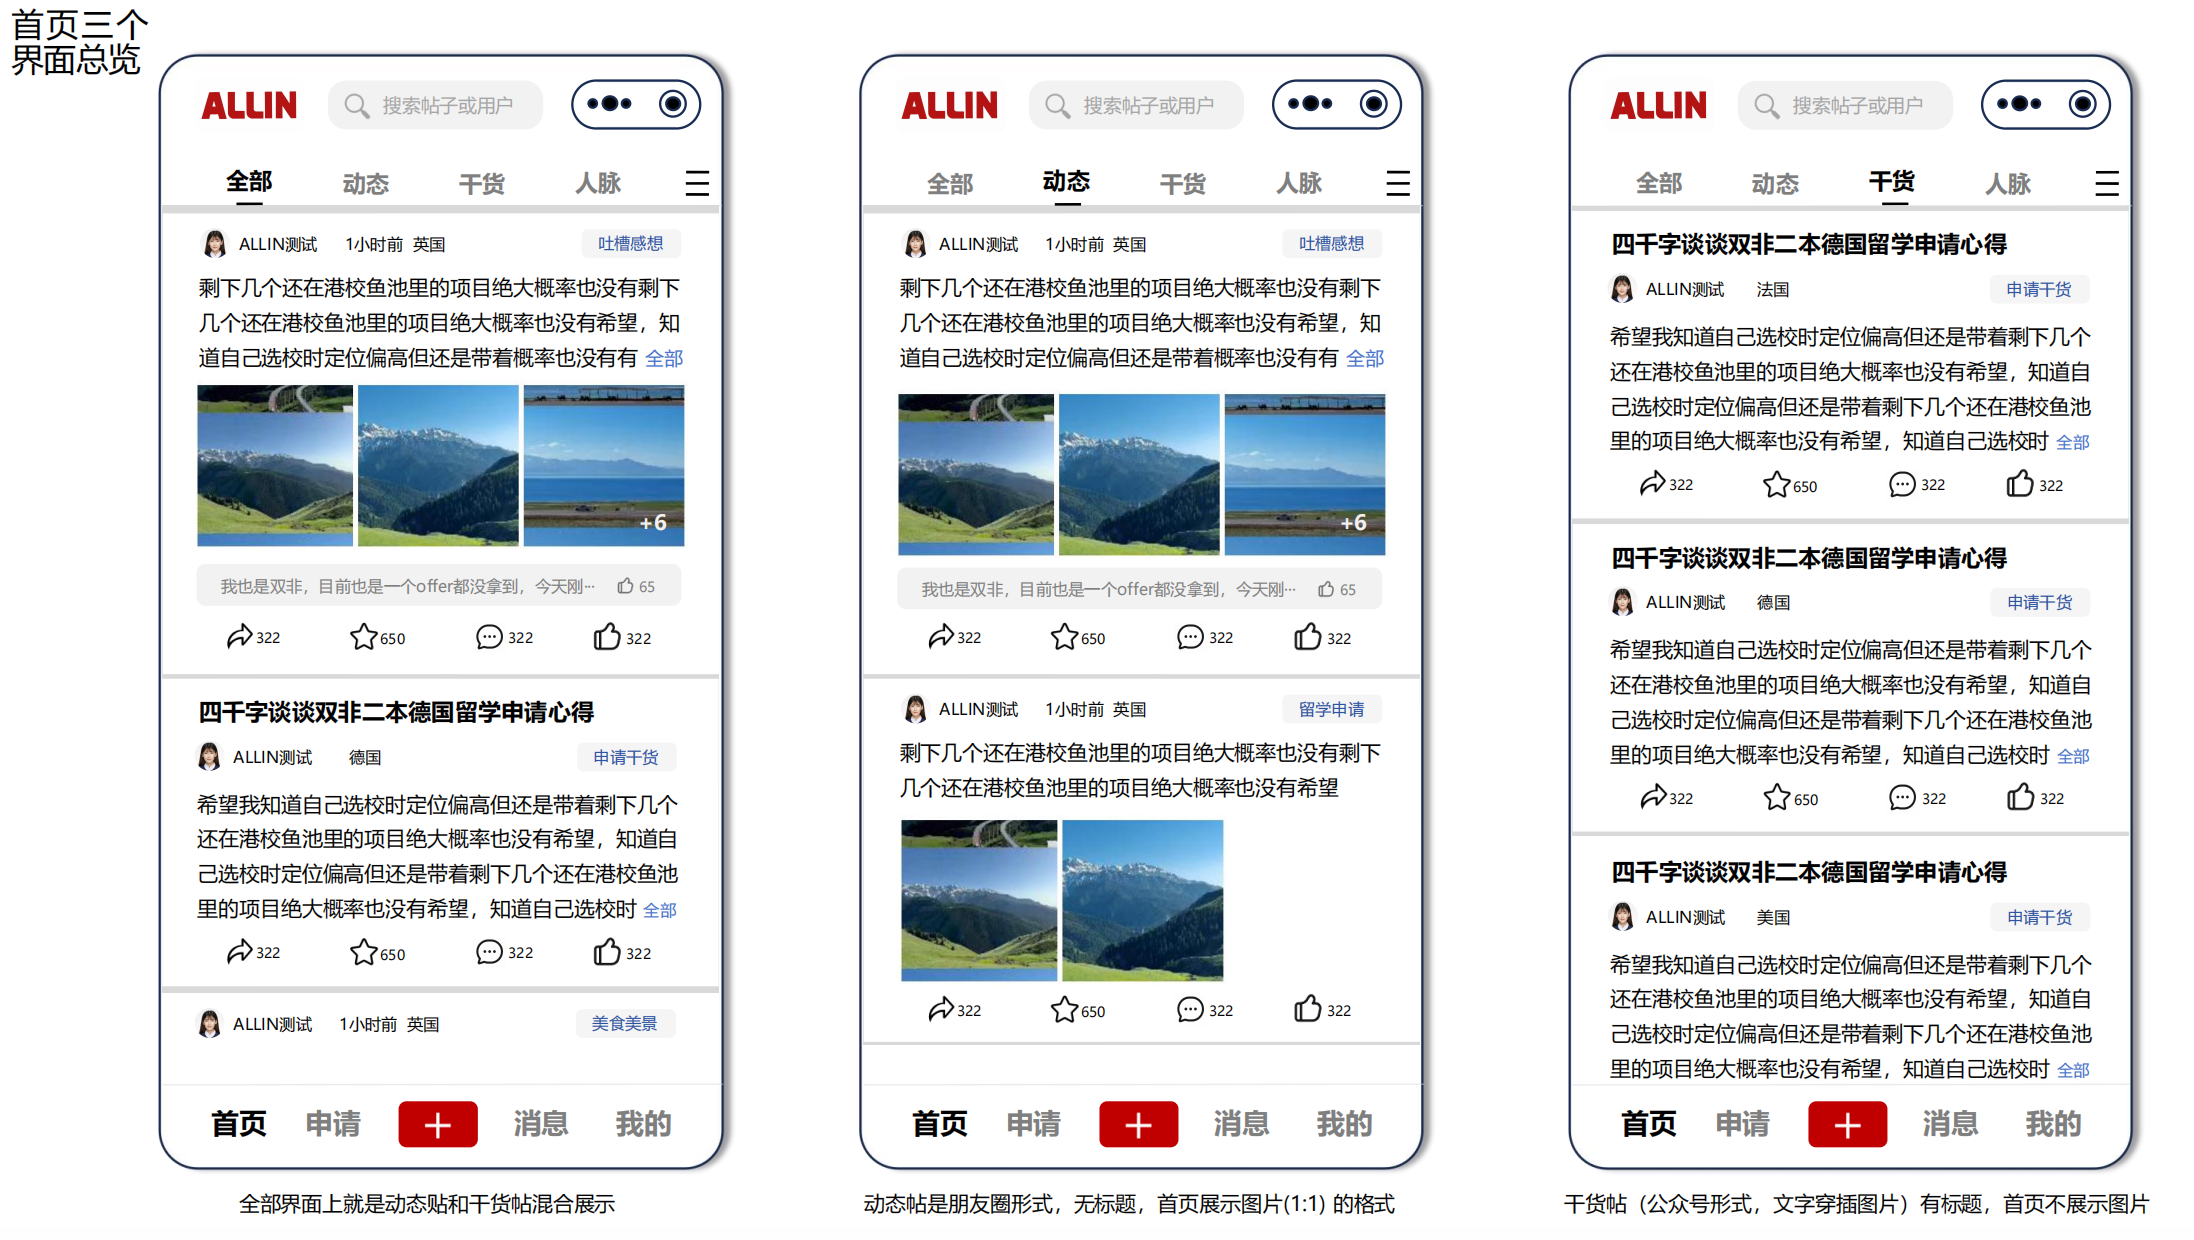 首页三个
界面总览
ALLIN
搜索帖子或用户
全部 动态 干货 人脉
ALLIN测试 1小时前 英国 吐槽感想
剩下几个还在港校鱼池里的项目绝大概率也没有剩下
几个还在港校鱼池里的项目绝大概率也没有希望，知
道自己选校时定位偏高但还是带着概率也没有有 全部
+6
我也是双非，目前也是一个offer都没拿到，今天刚… 65
322 650 322 322
四千字谈谈双非二本德国留学申请心得
ALLIN测试 德国 申请干货
希望我知道自己选校时定位偏高但还是带着剩下几个
还在港校鱼池里的项目绝大概率也没有希望，知道自
己选校时定位偏高但还是带着剩下几个还在港校鱼池
里的项目绝大概率也没有希望，知道自己选校时 全部
322 650 322 322
ALLIN测试 1小时前 英国 美食美景
首页 申请 + 消息 我的
全部界面上就是动态贴和干货帖混合展示
ALLIN
搜索帖子或用户
全部 动态 干货 人脉
ALLIN测试 1小时前 英国 吐槽感想
剩下几个还在港校鱼池里的项目绝大概率也没有剩下
几个还在港校鱼池里的项目绝大概率也没有希望，知
道自己选校时定位偏高但还是带着概率也没有有 全部
+6
我也是双非，目前也是一个offer都没拿到，今天刚… 65
322 650 322 322
ALLIN测试 1小时前 英国 留学申请
剩下几个还在港校鱼池里的项目绝大概率也没有剩下
几个还在港校鱼池里的项目绝大概率也没有希望
322 650 322 322
首页 申请 + 消息 我的
动态帖是朋友圈形式，无标题，首页展示图片(1:1) 的格式
ALLIN
搜索帖子或用户
全部 动态 干货 人脉
四千字谈谈双非二本德国留学申请心得
ALLIN测试 法国 申请干货
希望我知道自己选校时定位偏高但还是带着剩下几个
还在港校鱼池里的项目绝大概率也没有希望，知道自
己选校时定位偏高但还是带着剩下几个还在港校鱼池
里的项目绝大概率也没有希望，知道自己选校时 全部
322 650 322 322
四千字谈谈双非二本德国留学申请心得
ALLIN测试 德国 申请干货
希望我知道自己选校时定位偏高但还是带着剩下几个
还在港校鱼池里的项目绝大概率也没有希望，知道自
己选校时定位偏高但还是带着剩下几个还在港校鱼池
里的项目绝大概率也没有希望，知道自己选校时 全部
322 650 322 322
四千字谈谈双非二本德国留学申请心得
ALLIN测试 美国 申请干货
希望我知道自己选校时定位偏高但还是带着剩下几个
还在港校鱼池里的项目绝大概率也没有希望，知道自
己选校时定位偏高但还是带着剩下几个还在港校鱼池
里的项目绝大概率也没有希望，知道自己选校时 全部
首页 申请 + 消息 我的
干货帖（公众号形式，文字穿插图片）有标题，首页不展示图片